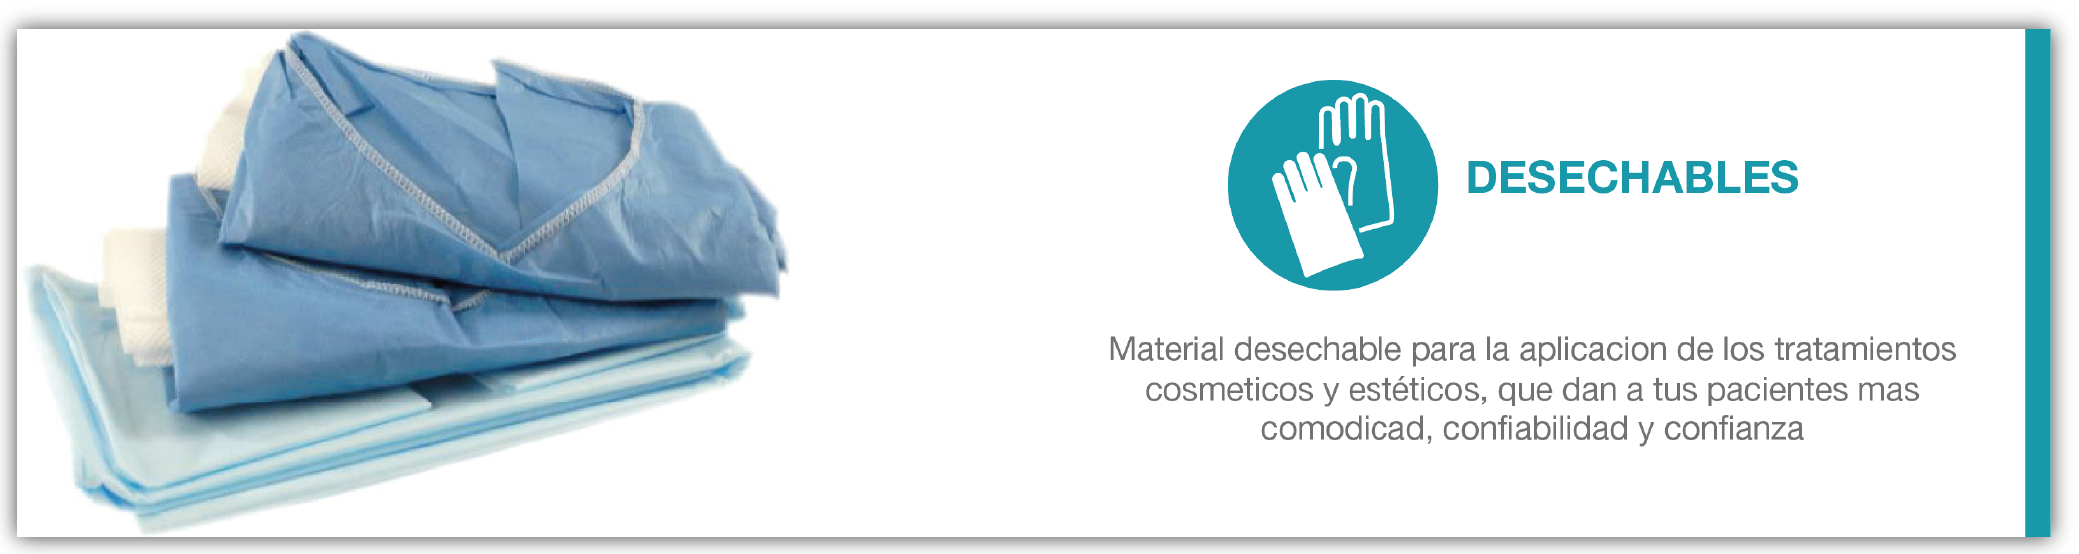 DESECHABLES
Material desechable para la aplicacion de los tratamientos
cosmeticos y estéticos, que dan a tus pacientes mas
comodicad, confiabilidad y confianza